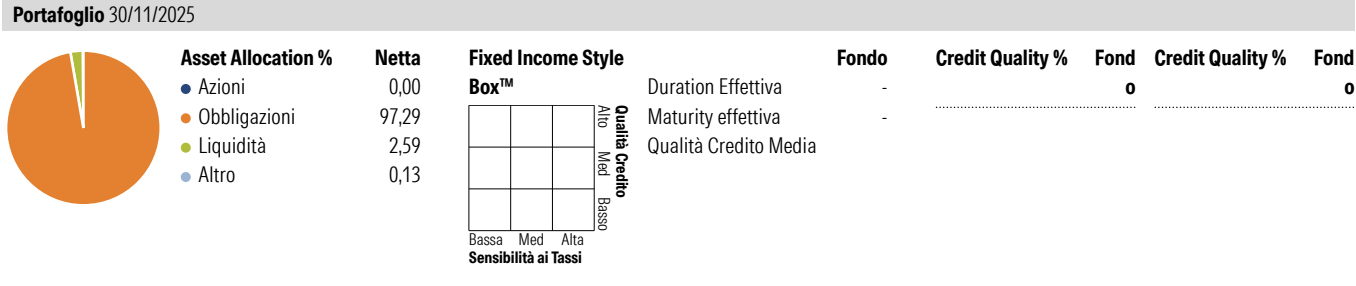 Portafoglio 30/11/2025
Asset Allocation % Netta
Azioni 0,00
Obbligazioni 97,29
Liquidità 2,59
Altro 0,13
Fixed Income Style
Box™
Alto Med Basso
Qualità Credito
Bassa Med Alta
Sensibilità ai Tassi
Fondo
Duration Effettiva -
Maturity effettiva -
Qualità Credito Media
Credit Quality % Fond
o
Credit Quality % Fond
o